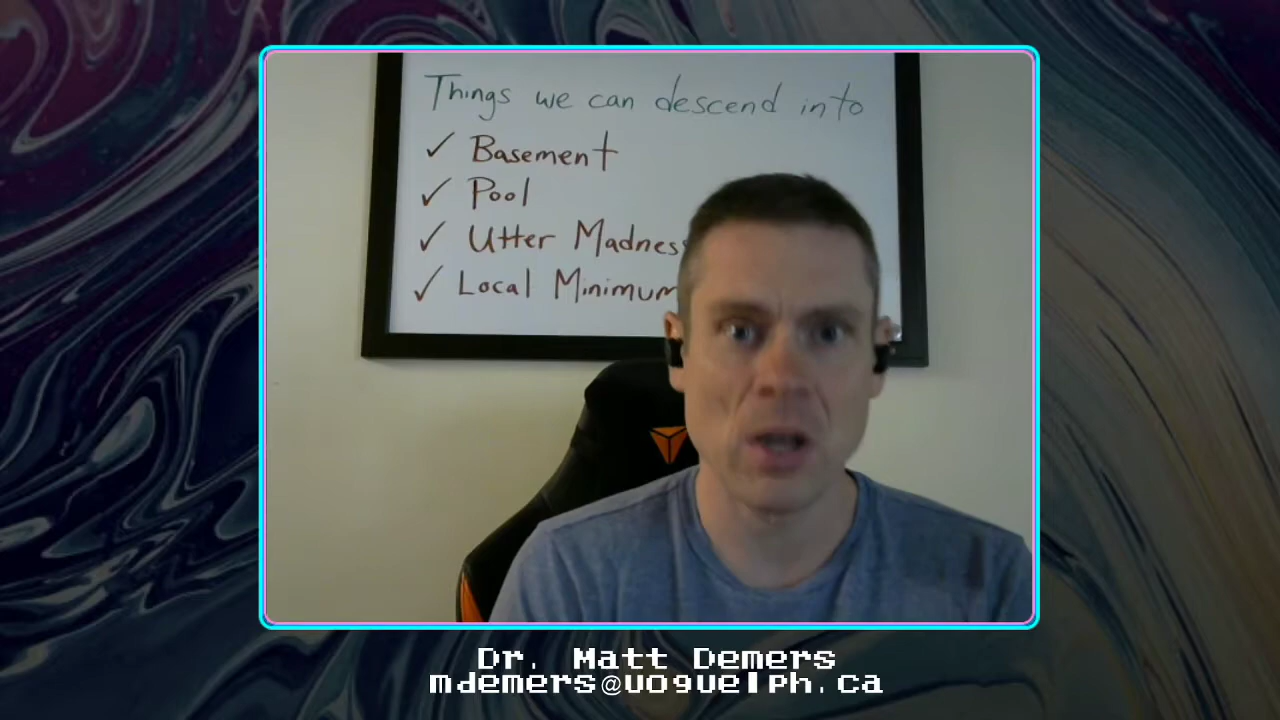 Things we can descend into
✓ Basement
✓ Pool
✓ Utter Madness
✓ Local Minimum
Dr. Matt Demers
mdemers@uoguelph.ca